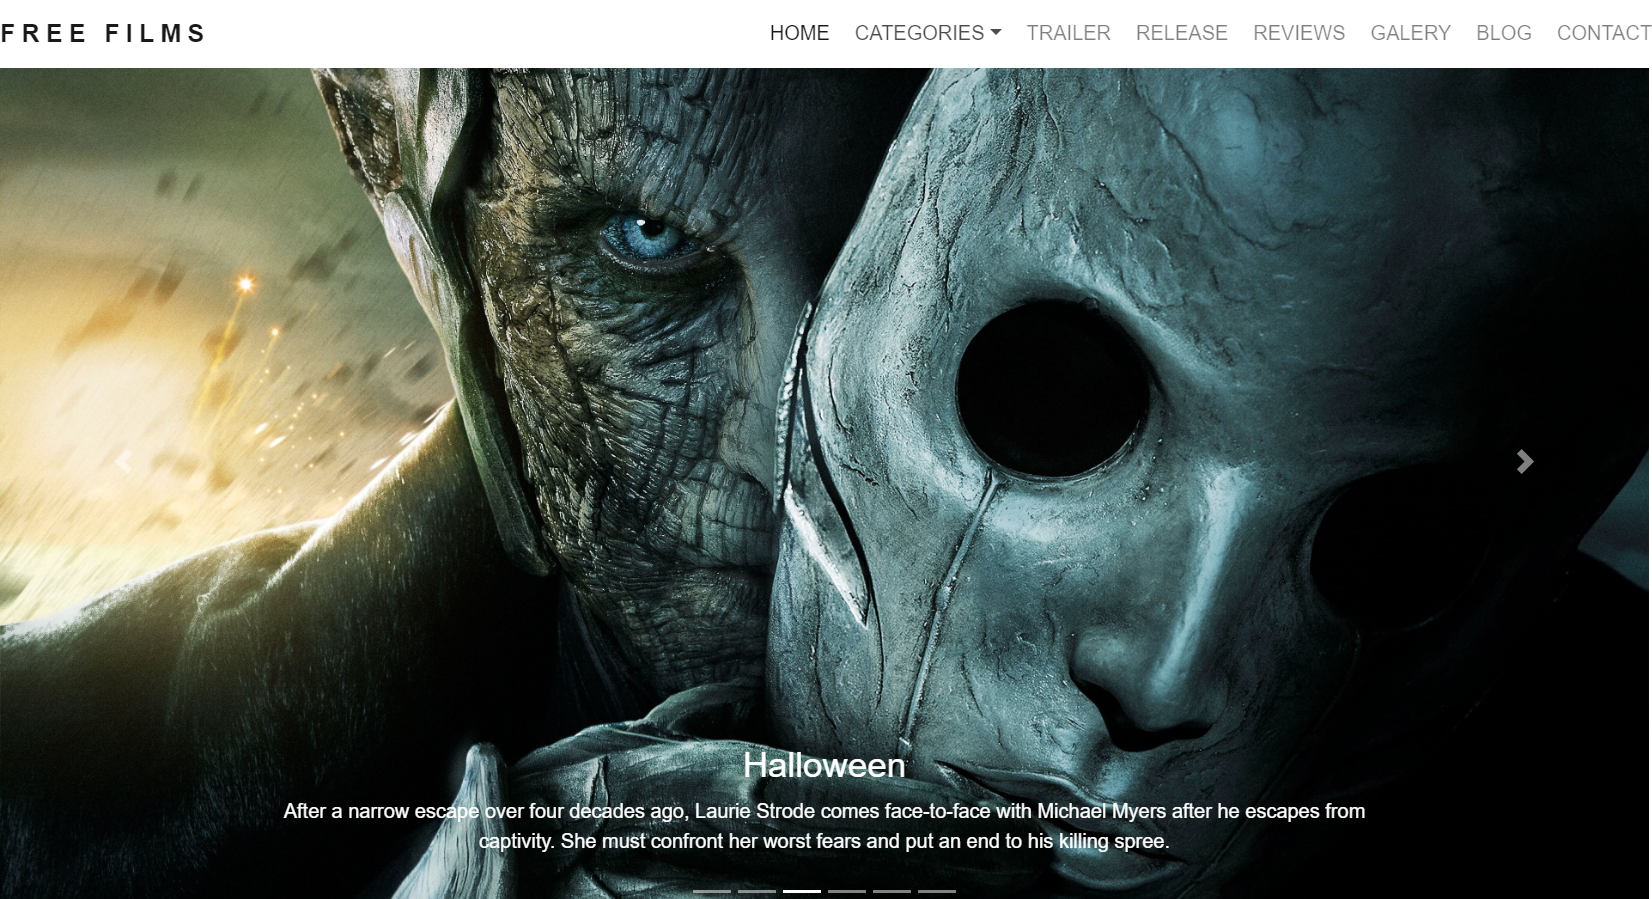 FREE FILMS
HOME CATEGORIES TRAILER RELEASE REVIEWS GALERY BLOG CONTACT
Halloween
After a narrow escape over four decades ago, Laurie Strode comes face-to-face with Michael Myers after he escapes from
captivity. She must confront her worst fears and put an end to his killing spree.